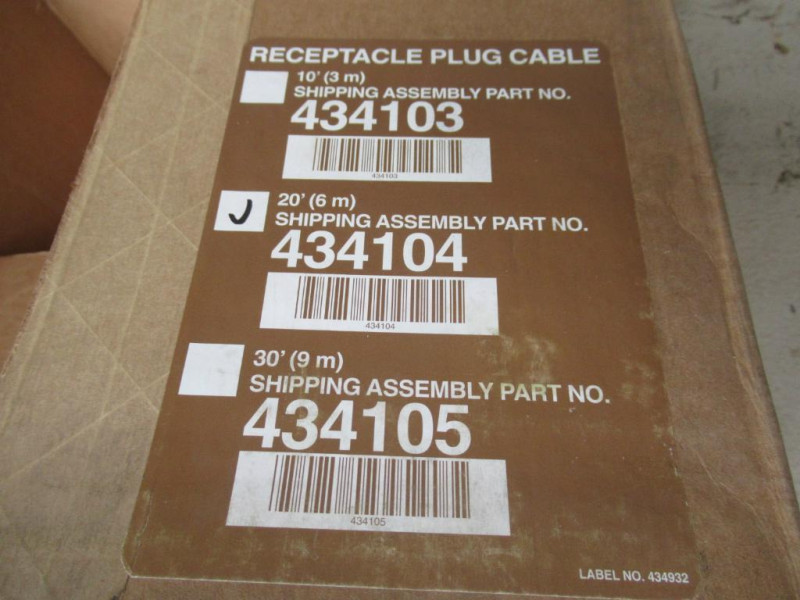 RECEPTACLE PLUG CABLE
10' (3 m)
SHIPPING ASSEMBLY PART NO.
434103
434103
20' (6 m)
SHIPPING ASSEMBLY PART NO.
434104
434104
30' (9 m)
SHIPPING ASSEMBLY PART NO.
434105
434105
LABEL NO. 434932